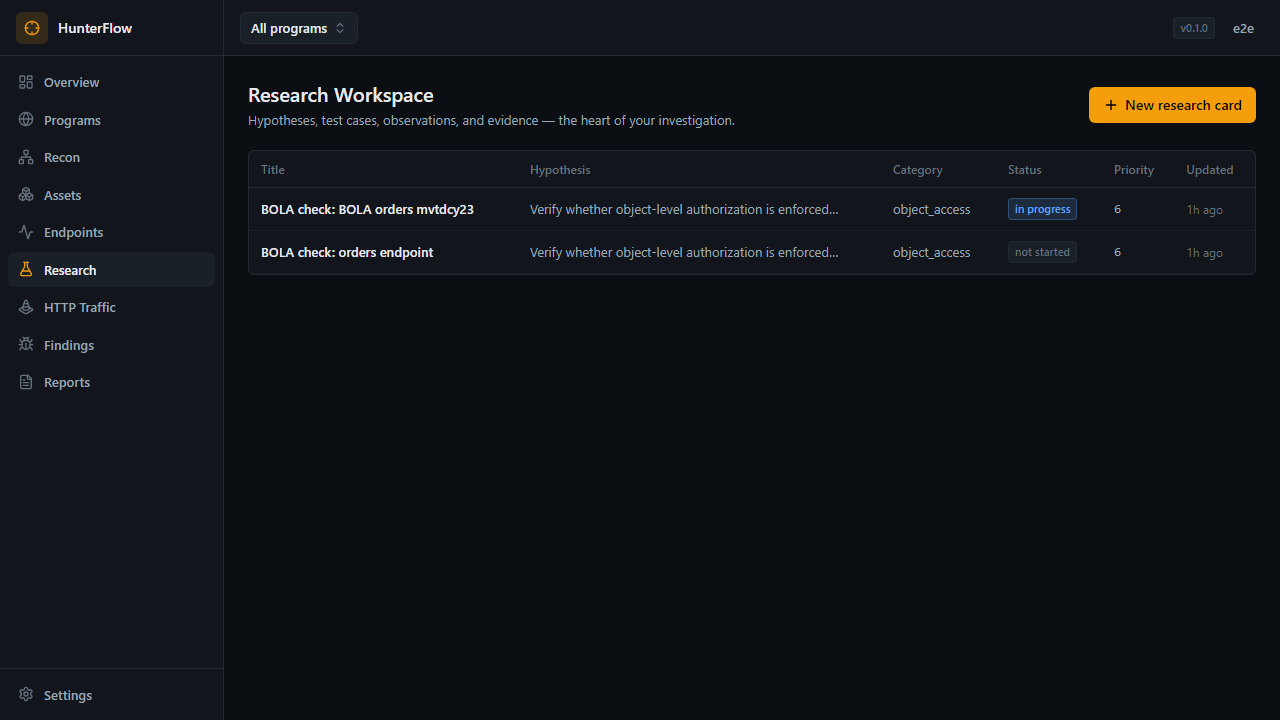 HunterFlow
All programs
v0.1.0
e2e
Overview
Programs
Recon
Assets
Endpoints
Research
HTTP Traffic
Findings
Reports
Settings
Research Workspace
Hypotheses, test cases, observations, and evidence — the heart of your investigation.
New research card
Title Hypothesis Category Status Priority Updated
BOLA check: BOLA orders mvtdcy23 Verify whether object-level authorization is enforced... object_access in progress 6 1h ago
BOLA check: orders endpoint Verify whether object-level authorization is enforced... object_access not started 6 1h ago